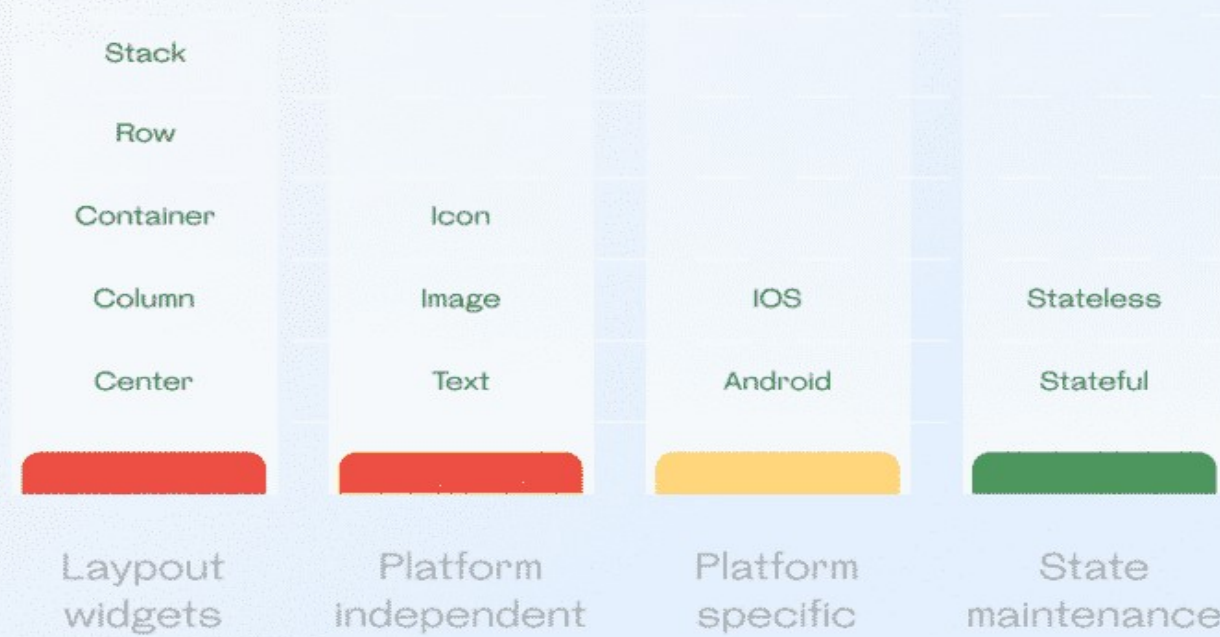 Stack
Row
Container
Icon
Column
Image
IOS
Stateless
Center
Text
Android
Stateful
Laypout
widgets
Platform
independent
Platform
specific
State
maintenance